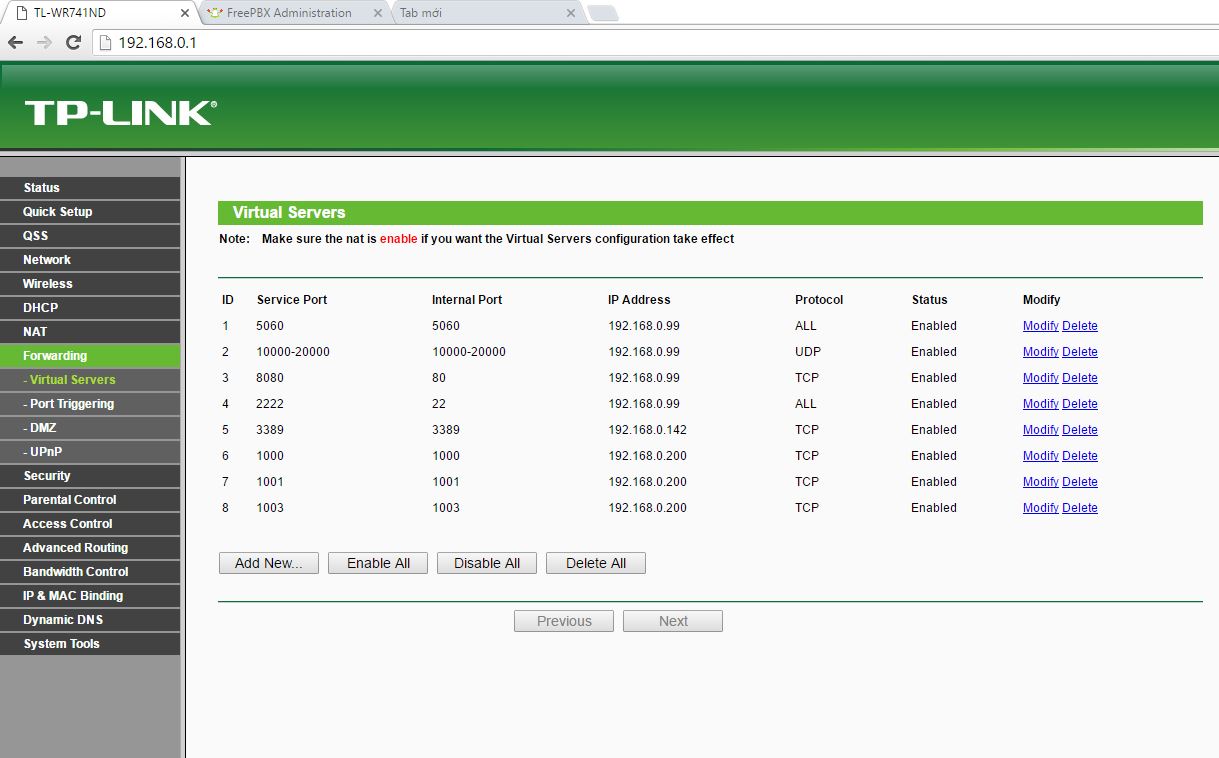 TL-WR741ND
FreePBX Administration
Tab mới
192.168.0.1
TP-LINK®
Status
Quick Setup
QSS
Network
Wireless
DHCP
NAT
Forwarding
- Virtual Servers
- Port Triggering
- DMZ
- UPnP
Security
Parental Control
Access Control
Advanced Routing
Bandwidth Control
IP & MAC Binding
Dynamic DNS
System Tools
Virtual Servers
Note: Make sure the nat is enable if you want the Virtual Servers configuration take effect
ID Service Port Internal Port IP Address Protocol Status Modify
1 5060 5060 192.168.0.99 ALL Enabled Modify Delete
2 10000-20000 10000-20000 192.168.0.99 UDP Enabled Modify Delete
3 8080 80 192.168.0.99 TCP Enabled Modify Delete
4 2222 22 192.168.0.99 ALL Enabled Modify Delete
5 3389 3389 192.168.0.142 TCP Enabled Modify Delete
6 1000 1000 192.168.0.200 TCP Enabled Modify Delete
7 1001 1001 192.168.0.200 TCP Enabled Modify Delete
8 1003 1003 192.168.0.200 TCP Enabled Modify Delete
Add New... Enable All Disable All Delete All
Previous Next